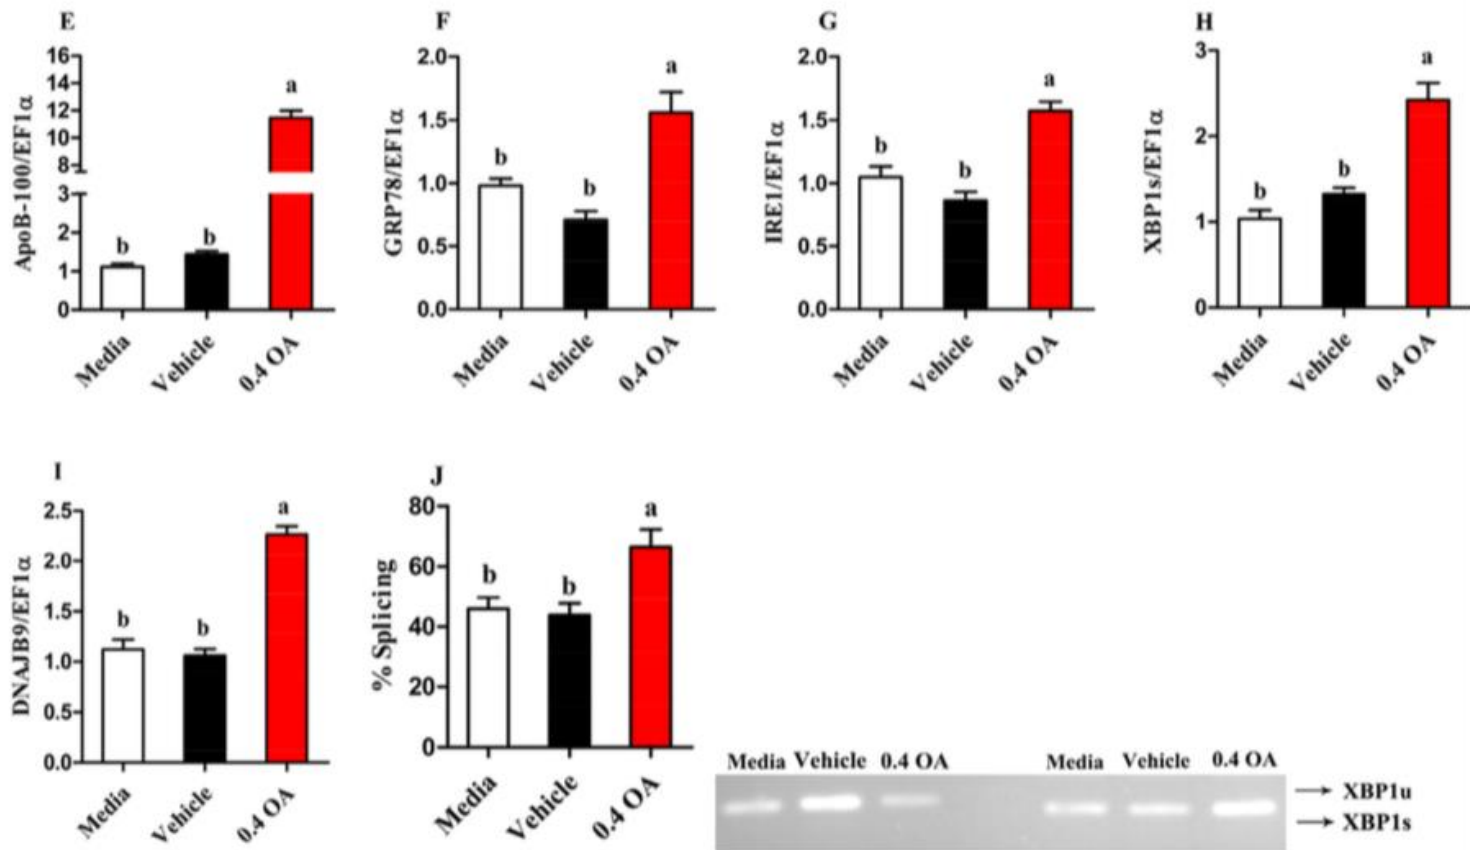 E
ApoB-100/EF1α
16
14
12
10
8
3
2
1
0
b
b
a
Media
Vehicle
0.4 OA
F
GRP78/EF1α
2.0
1.5
1.0
0.5
0.0
b
b
a
Media
Vehicle
0.4 OA
G
IRE1/EF1α
2.0
1.5
1.0
0.5
0.0
b
b
a
Media
Vehicle
0.4 OA
H
XBP1s/EF1α
3
2
1
0
b
b
a
Media
Vehicle
0.4 OA
I
DNAJB9/EF1α
2.5
2.0
1.5
1.0
0.5
0.0
b
b
a
Media
Vehicle
0.4 OA
J
% Splicing
80
60
40
20
0
b
b
a
Media
Vehicle
0.4 OA
Media Vehicle 0.4 OA
Media Vehicle 0.4 OA
XBP1u
XBP1s